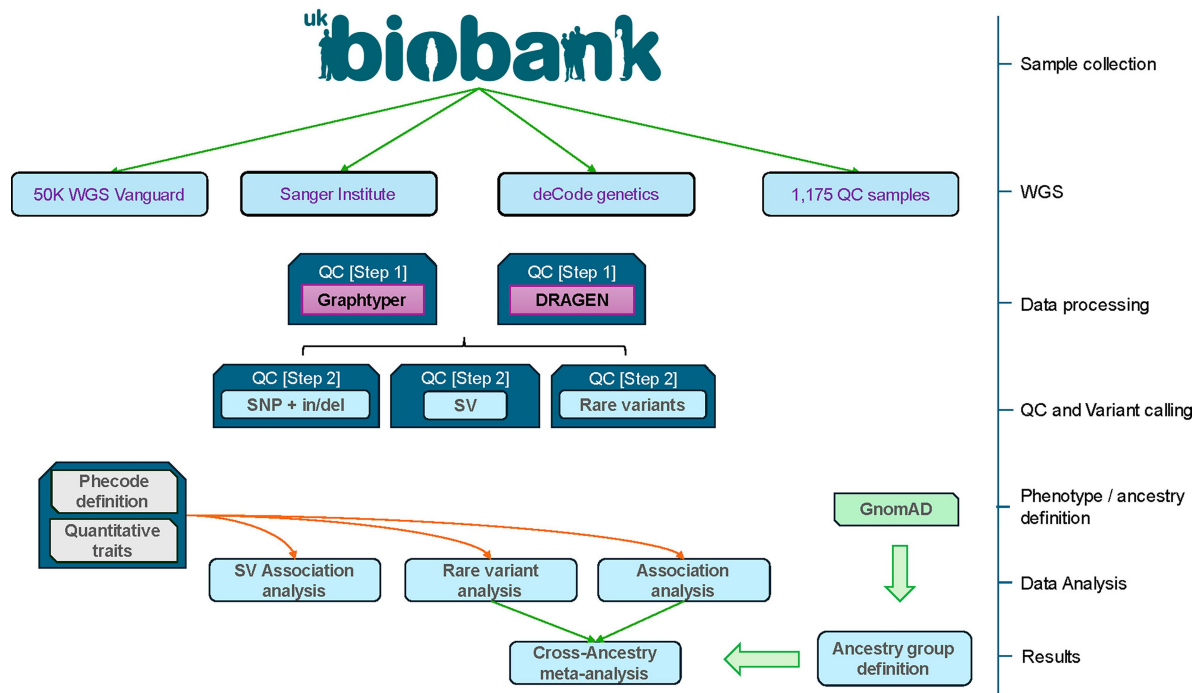 uk
biobank
Sample collection
50K WGS Vanguard
Sanger Institute
deCode genetics
1,175 QC samples
WGS
QC [Step 1]
Graphtyper
QC [Step 1]
DRAGEN
Data processing
QC [Step 2]
SNP + in/del
QC [Step 2]
SV
QC [Step 2]
Rare variants
QC and Variant calling
Phecode
definition
Quantitative
traits
GnomAD
Phenotype / ancestry
definition
SV Association
analysis
Rare variant
analysis
Association
analysis
Data Analysis
Cross-Ancestry
meta-analysis
Ancestry group
definition
Results